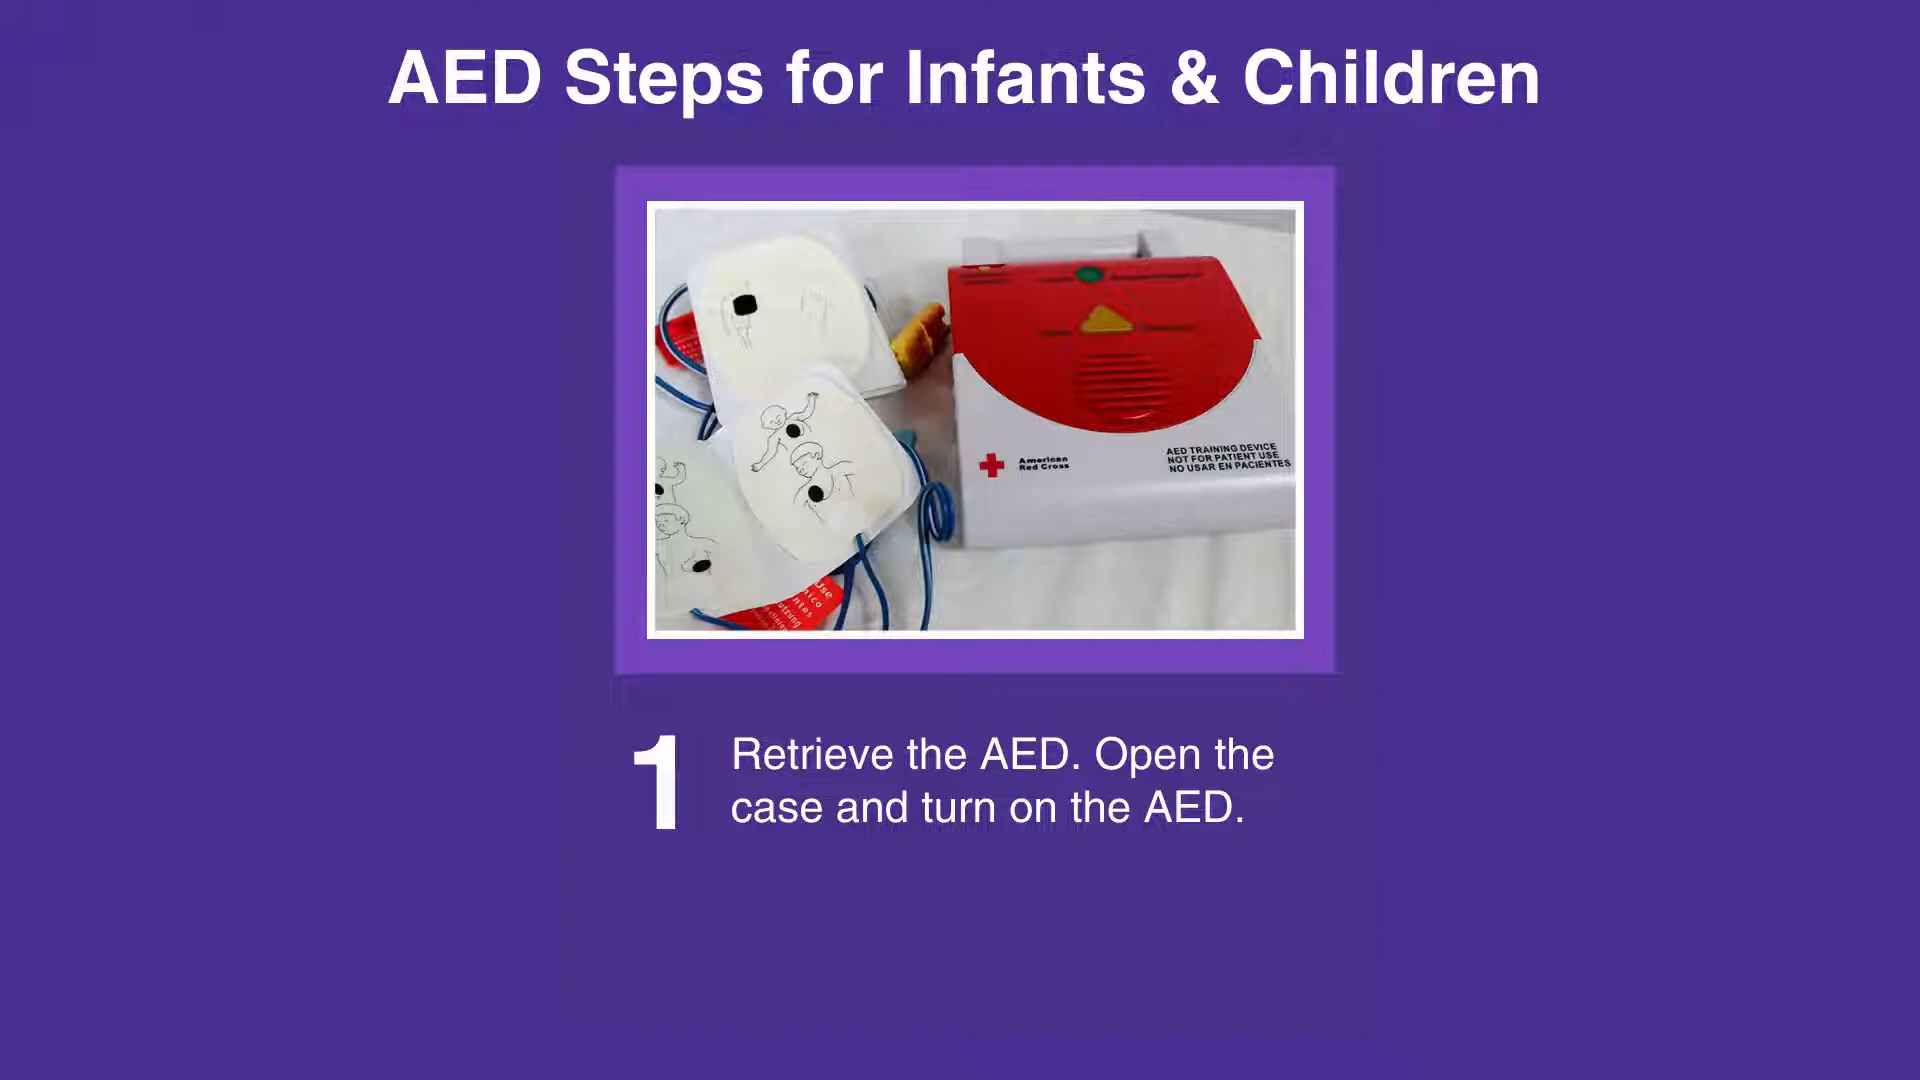 AED Steps for Infants & Children
American
Red Cross
AED TRAINING DEVICE
NOT FOR PATIENT USE
NO USAR EN PACIENTES
Use
1
Retrieve the AED. Open the
case and turn on the AED.